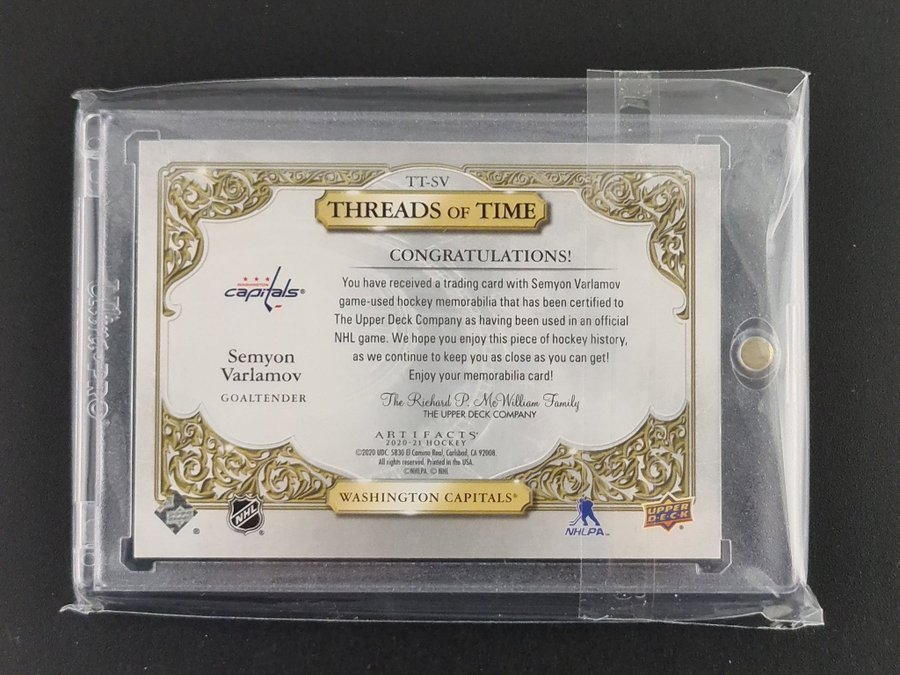 TT-SV
THREADS OF TIME
CONGRATULATIONS!
You have received a trading card with Semyon Varlamov
game-used hockey memorabilia that has been certified to
The Upper Deck Company as having been used in an official
NHL game. We hope you enjoy this piece of hockey history,
as we continue to keep you as close as you can get!
Enjoy your memorabilia card!
The Richard P. McWilliam Family
THE UPPER DECK COMPANY
WASHINGTON
capitals®
Semyon
Varlamov
GOALTENDER
ARTIFACTS®
2020-21 HOCKEY
©2020 UDC. 5830 El Camino Real, Carlsbad, CA 92008.
All rights reserved. Printed in the USA.
©NHLPA. © NHL
WASHINGTON CAPITALS®
NHL
NHLPA
UPPER
DECK